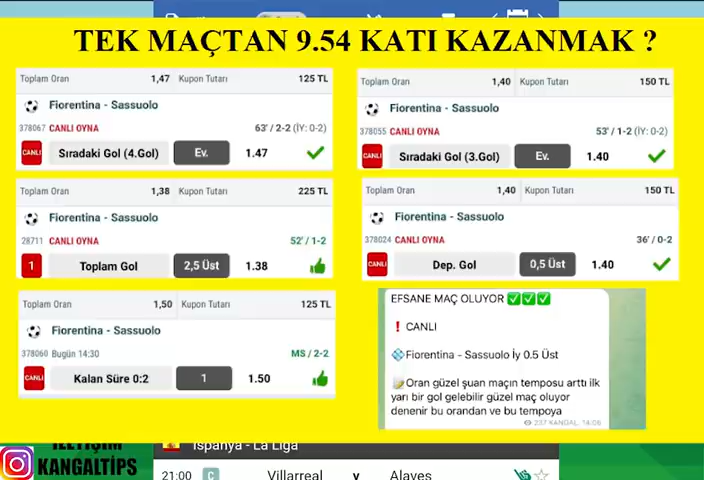 TEK MAÇTAN 9.54 KATI KAZANMAK ?
Toplam Oran 1,47 Kupon Tutarı 125 TL
Fiorentina - Sassuolo
378067 CANLI OYNA 63' / 2-2 (İY: 0-2)
CANLI Sıradaki Gol (4.Gol) Ev. 1.47
Toplam Oran 1,40 Kupon Tutarı 150 TL
Fiorentina - Sassuolo
378055 CANLI OYNA 53' / 1-2 (İY: 0-2)
CANLI Sıradaki Gol (3.Gol) Ev. 1.40
Toplam Oran 1,38 Kupon Tutarı 225 TL
Fiorentina - Sassuolo
28711 CANLI OYNA 52' / 1-2
1 Toplam Gol 2,5 Üst 1.38
Toplam Oran 1,40 Kupon Tutarı 150 TL
Fiorentina - Sassuolo
378024 CANLI OYNA 36' / 0-2
CANLI Dep. Gol 0,5 Üst 1.40
Toplam Oran 1,50 Kupon Tutarı 125 TL
Fiorentina - Sassuolo
378060 Bugün 14:30 MS / 2-2
CANLI Kalan Süre 0:2 1 1.50
EFSANE MAÇ OLUYOR ✅✅✅
❗ CANLI
💠Fiorentina - Sassuolo İy 0.5 Üst
📝Oran güzel şuan maçın temposu arttı ilk
yarı bir gol gelebilir güzel maç oluyor
denenir bu orandan ve bu tempoya
237 KANGAL, 14:06
İLETİŞİM
KANGALTİPS
İspanya - La Liga
21:00 C Villarreal v Alaves